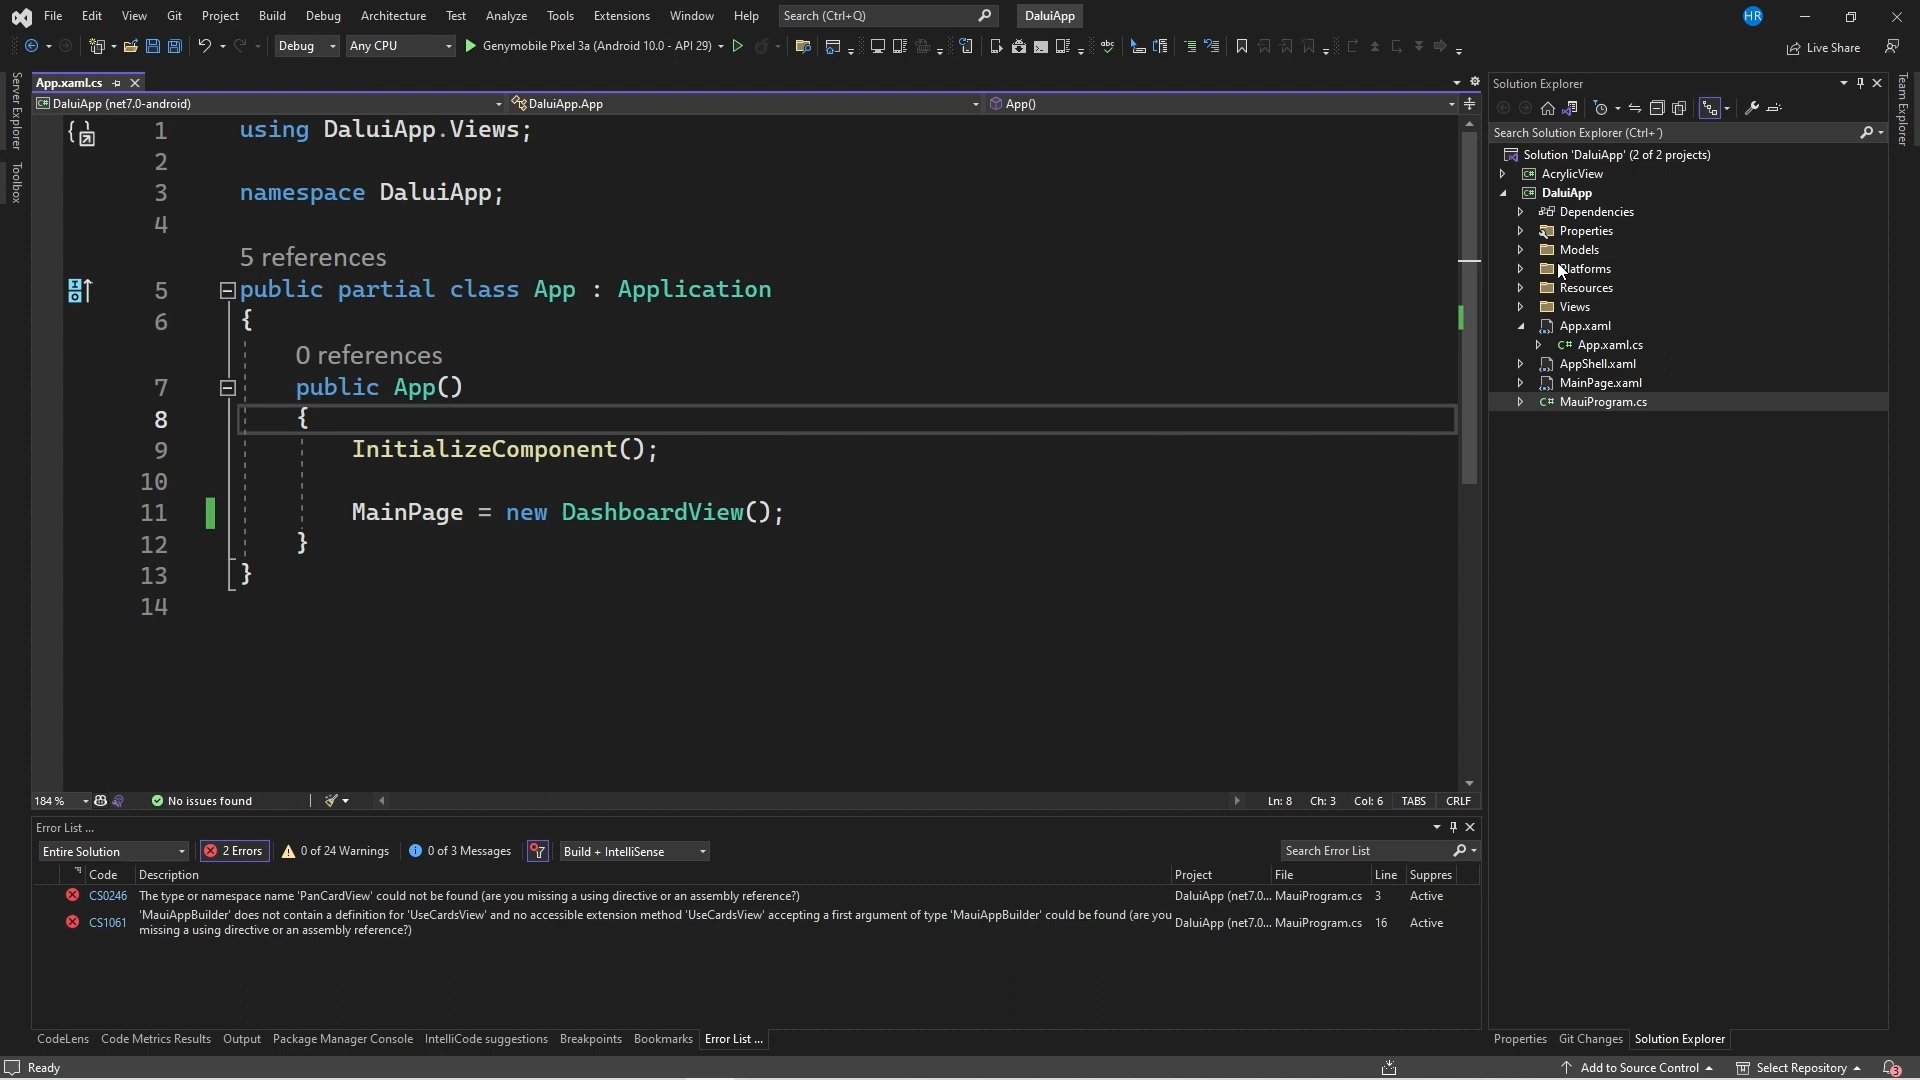 File Edit View Git Project Build Debug Architecture Test Analyze Tools Extensions Window Help Search (Ctrl+Q) DaluiApp HR
Debug Any CPU Genymobile Pixel 3a (Android 10.0 - API 29) Live Share
Server Explorer
Toolbox
App.xaml.cs
DaluiApp (net7.0-android) DaluiApp.App App()
1 using DaluiApp.Views;
2
3 namespace DaluiApp;
4
5 references
5 public partial class App : Application
6 {
0 references
7 public App()
8 {
9 InitializeComponent();
10
11 MainPage = new DashboardView();
12 }
13 }
14
184 % No issues found Ln: 8 Ch: 3 Col: 6 TABS CRLF
Error List ...
Entire Solution 2 Errors 0 of 24 Warnings 0 of 3 Messages Build + IntelliSense Search Error List
Code Description Project File Line Suppres
CS0246 The type or namespace name 'PanCardView' could not be found (are you missing a using directive or an assembly reference?) DaluiApp (net7.0... MauiProgram.cs 3 Active
CS1061 'MauiAppBuilder' does not contain a definition for 'UseCardsView' and no accessible extension method 'UseCardsView' accepting a first argument of type 'MauiAppBuilder' could be found (are you
missing a using directive or an assembly reference?) DaluiApp (net7.0... MauiProgram.cs 16 Active
CodeLens Code Metrics Results Output Package Manager Console IntelliCode suggestions Breakpoints Bookmarks Error List ...
Solution Explorer
Search Solution Explorer (Ctrl+´)
Solution 'DaluiApp' (2 of 2 projects)
AcrylicView
DaluiApp
Dependencies
Properties
Models
Platforms
Resources
Views
App.xaml
App.xaml.cs
AppShell.xaml
MainPage.xaml
MauiProgram.cs
Team Explorer
Properties Git Changes Solution Explorer
Ready Add to Source Control Select Repository 3